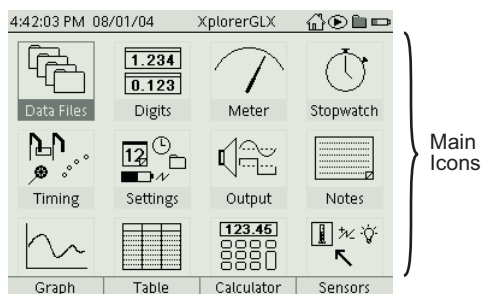 4:42:03 PM 08/01/04 XplorerGLX
1.234
0.123
Data Files Digits Meter Stopwatch
12
Timing Settings Output Notes
123.45
Graph Table Calculator Sensors
Main
Icons